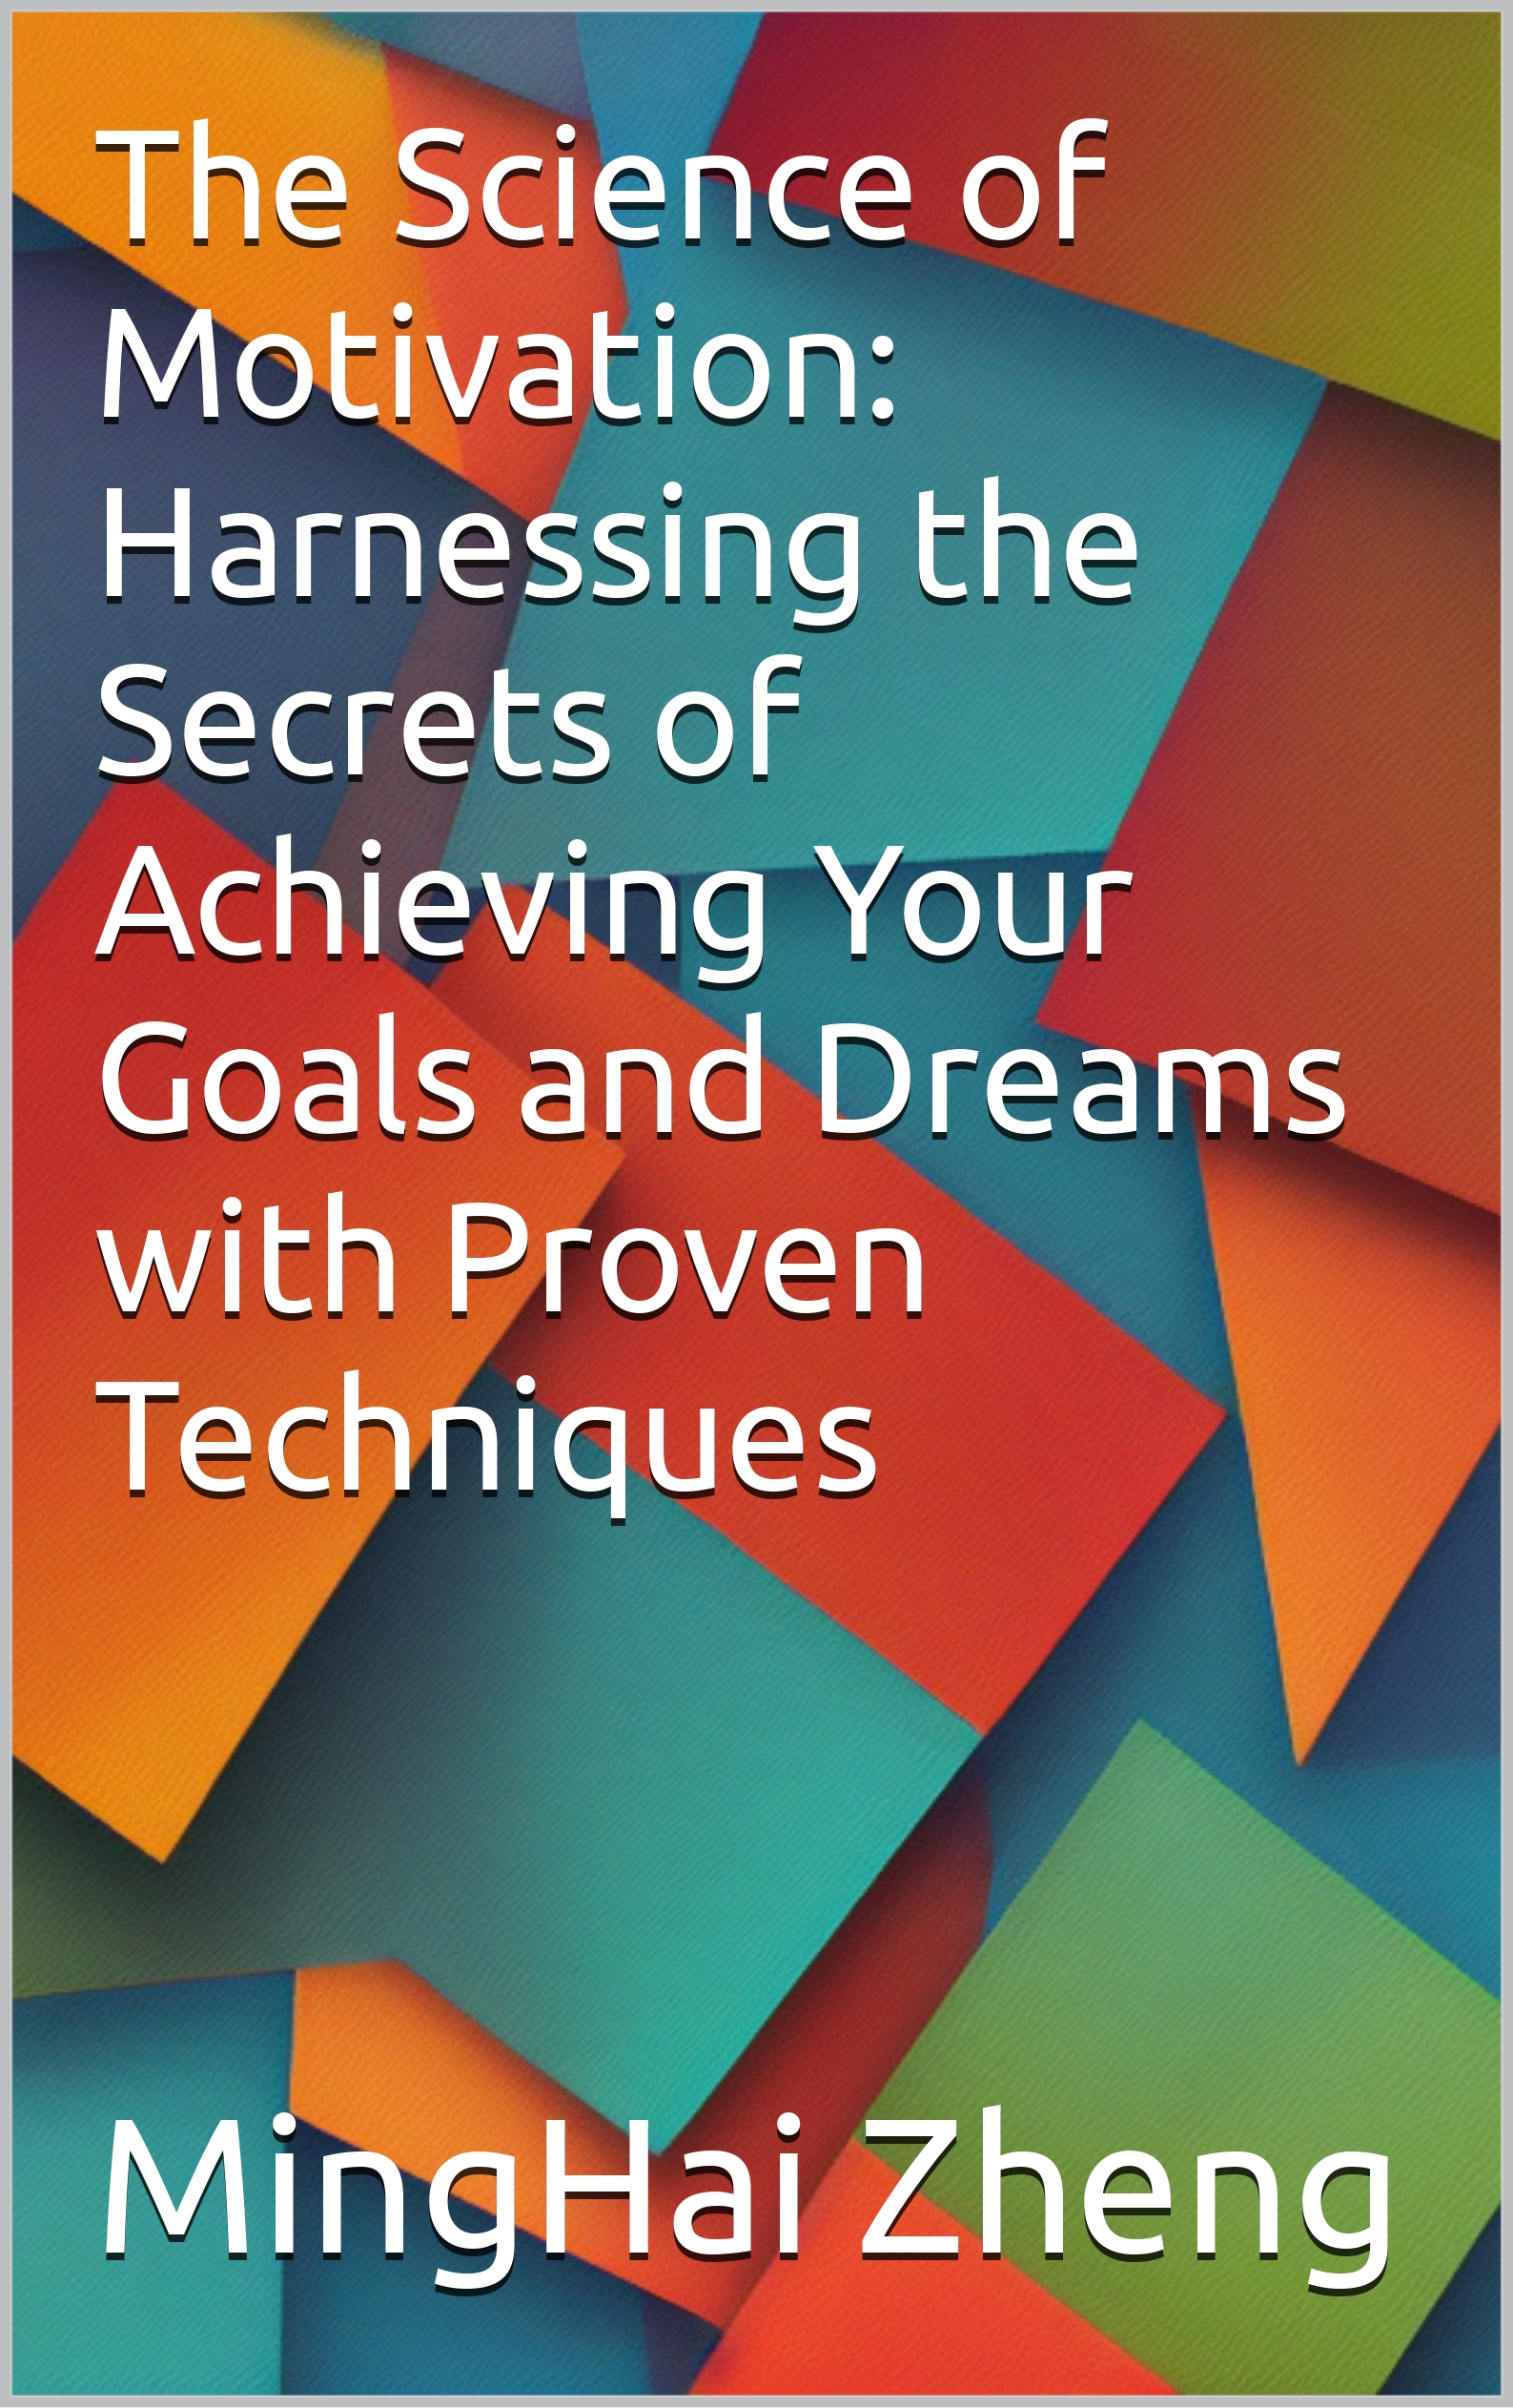 The Science of
Motivation:
Harnessing the
Secrets of
Achieving Your
Goals and Dreams
with Proven
Techniques
MingHai Zheng